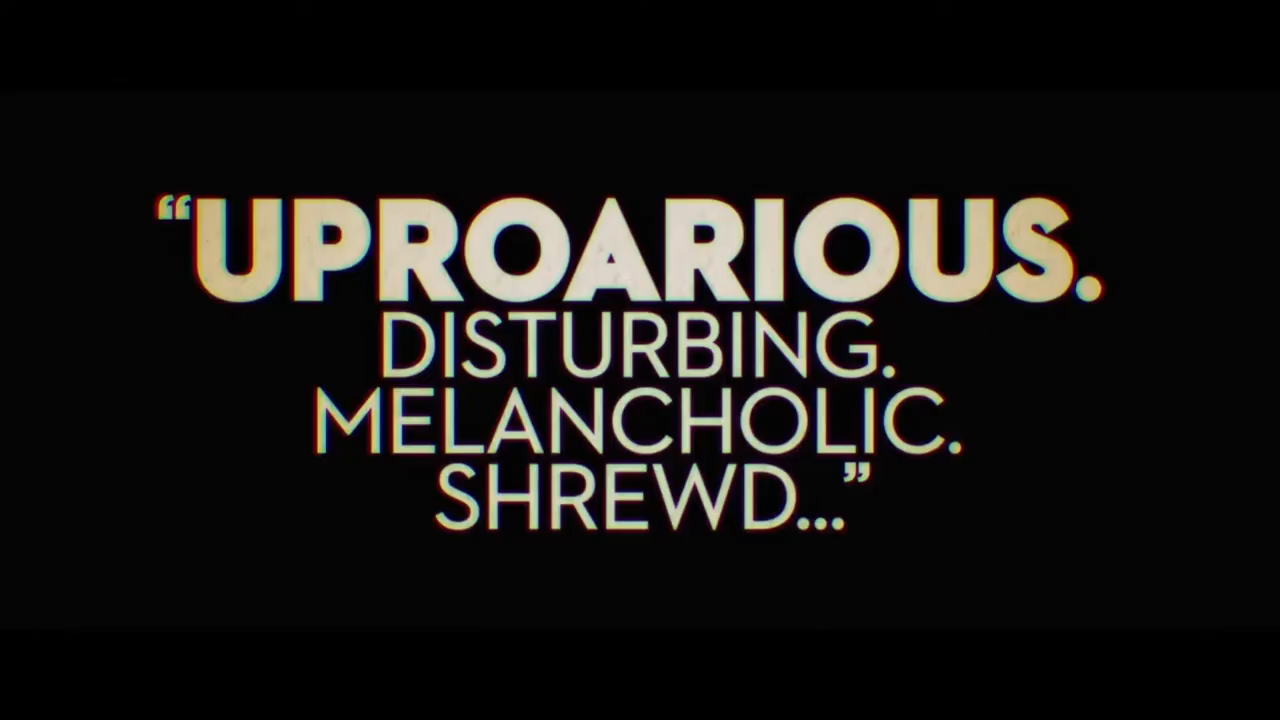 “UPROARIOUS.
DISTURBING.
MELANCHOLIC.
SHREWD...”